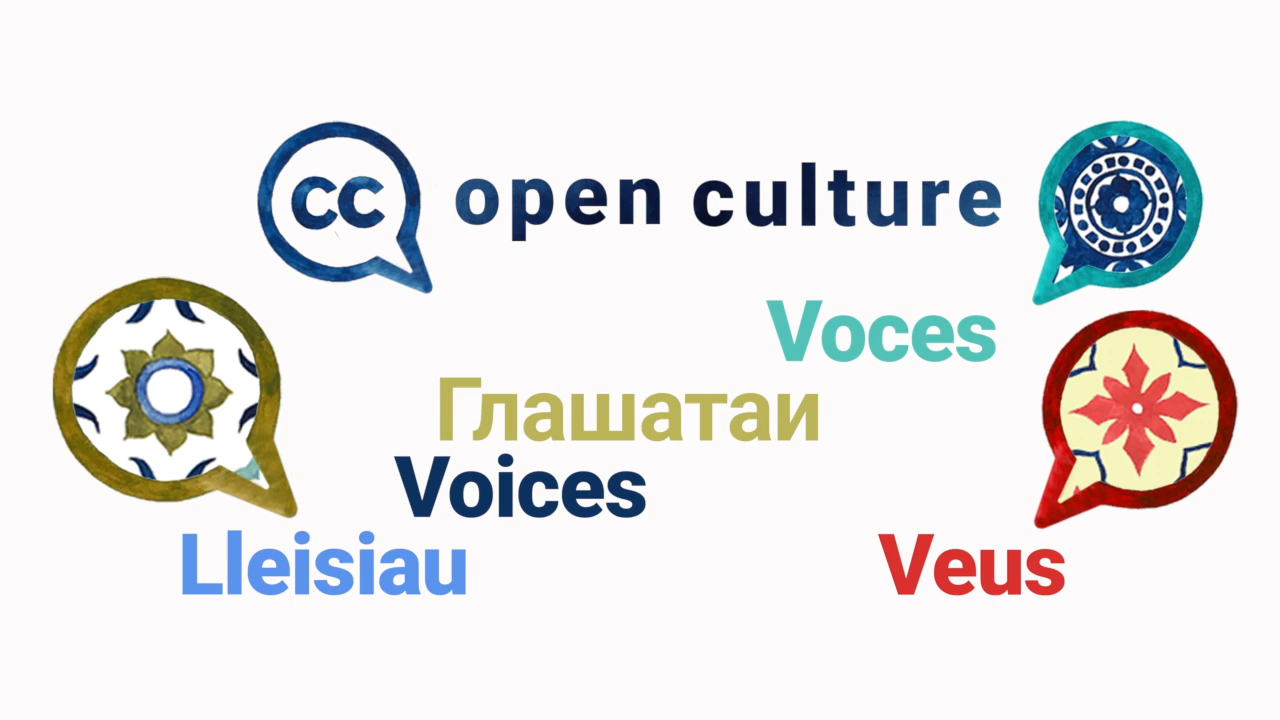 cc open culture
Voces
Глашатаи
Voices
Lleisiau
Veus